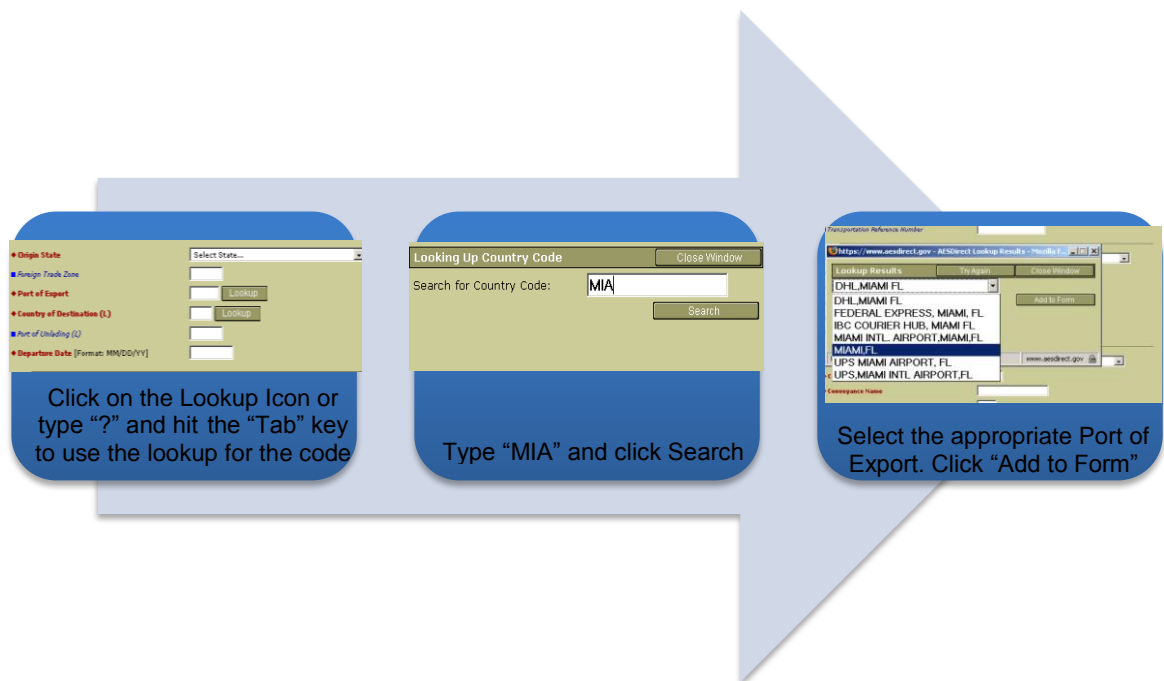 Origin State
Select State...
Foreign Trade Zone
Port of Export
Lookup
Country of Destination (L)
Lookup
Port of Unlading (L)
Departure Date [Format: MM/DD/YY]
Click on the Lookup Icon or
type “?” and hit the “Tab” key
to use the lookup for the code
Looking Up Country Code
Close Window
Search for Country Code:
MIA
Search
Type “MIA” and click Search
Transportation Reference Number
https://www.aesdirect.gov - AESDirect Lookup Results - Mozilla F...
Lookup Results
Try Again
Close Window
DHL,MIAMI FL
Add to Form
DHL,MIAMI FL
FEDERAL EXPRESS, MIAMI, FL
IBC COURIER HUB, MIAMI FL
MIAMI INTL. AIRPORT,MIAMI,FL
MIAMI,FL
UPS MIAMI AIRPORT, FL
UPS,MIAMI INTL AIRPORT,FL
www.aesdirect.gov
Conveyance Name
Select the appropriate Port of
Export. Click “Add to Form”